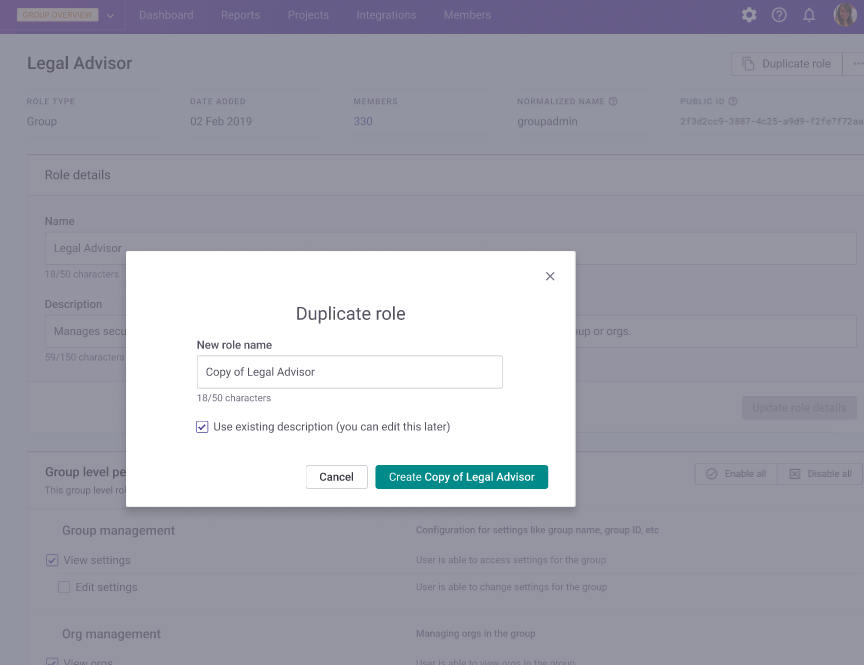 GROUP OVERVIEW Dashboard Reports Projects Integrations Members
Legal Advisor
Duplicate role
ROLE TYPE DATE ADDED MEMBERS NORMALIZED NAME PUBLIC ID
Group 02 Feb 2019 330 groupadmin 2f3d2cc9-3887-4c25-a9d9-f2fe7f72aa
Role details
Name
Legal Advisor
18/50 characters
Description
Manages secu up or orgs.
59/150 characters
Update role details
Duplicate role
New role name
Copy of Legal Advisor
18/50 characters
Use existing description (you can edit this later)
Cancel
Create Copy of Legal Advisor
Group level pe
This group level rol
Enable all
Disable all
Group management Configuration for settings like group name, group ID, etc
View settings User is able to access settings for the group
Edit settings User is able to change settings for the group
Org management Managing orgs in the group
View orgs User is able to view orgs in the group